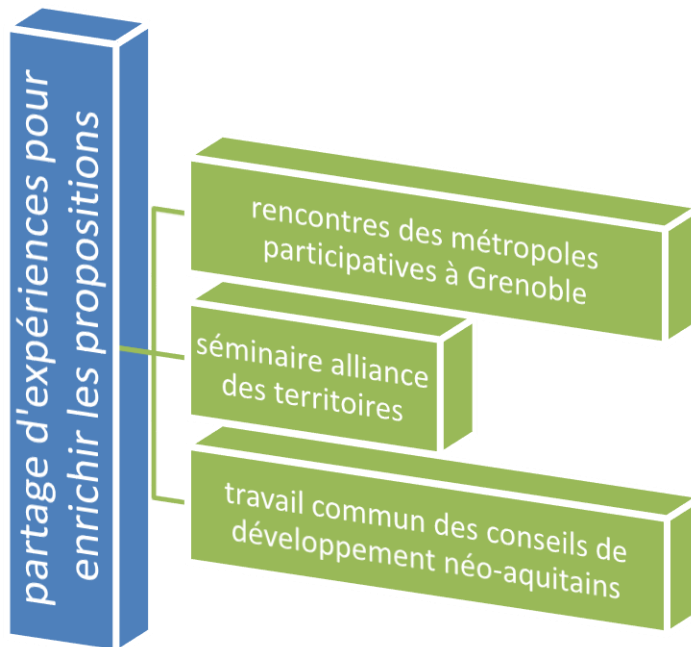 partage d'expériences pour
enrichir les propositions
rencontres des métropoles
participatives à Grenoble
séminaire alliance
des territoires
travail commun des conseils de
développement néo-aquitains